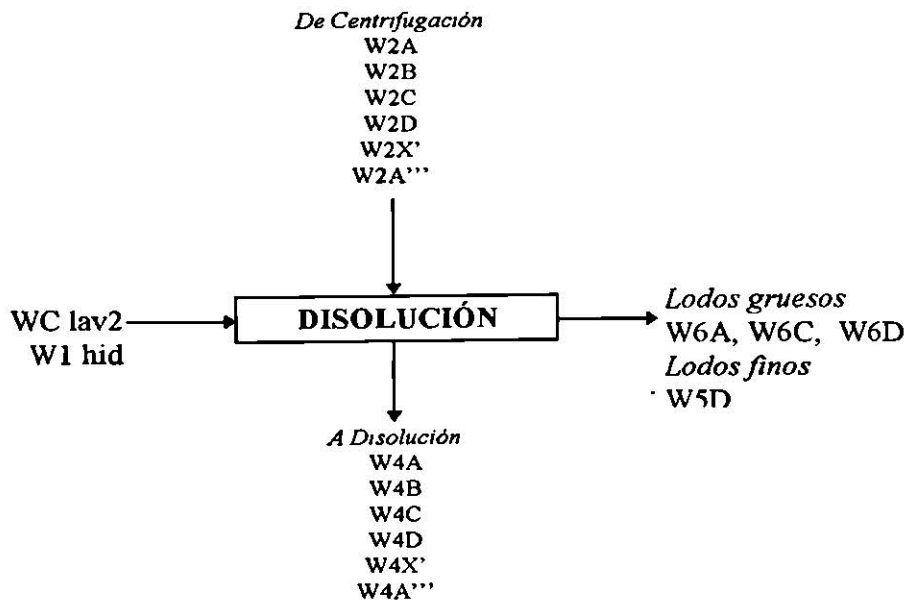 De Centrifugación
W2A
W2B
W2C
W2D
W2X'
W2A'''
WC lav2
W1 hid
DISOLUCIÓN
Lodos gruesos
W6A, W6C, W6D
Lodos finos
W5D
A Disolución
W4A
W4B
W4C
W4D
W4X'
W4A'''